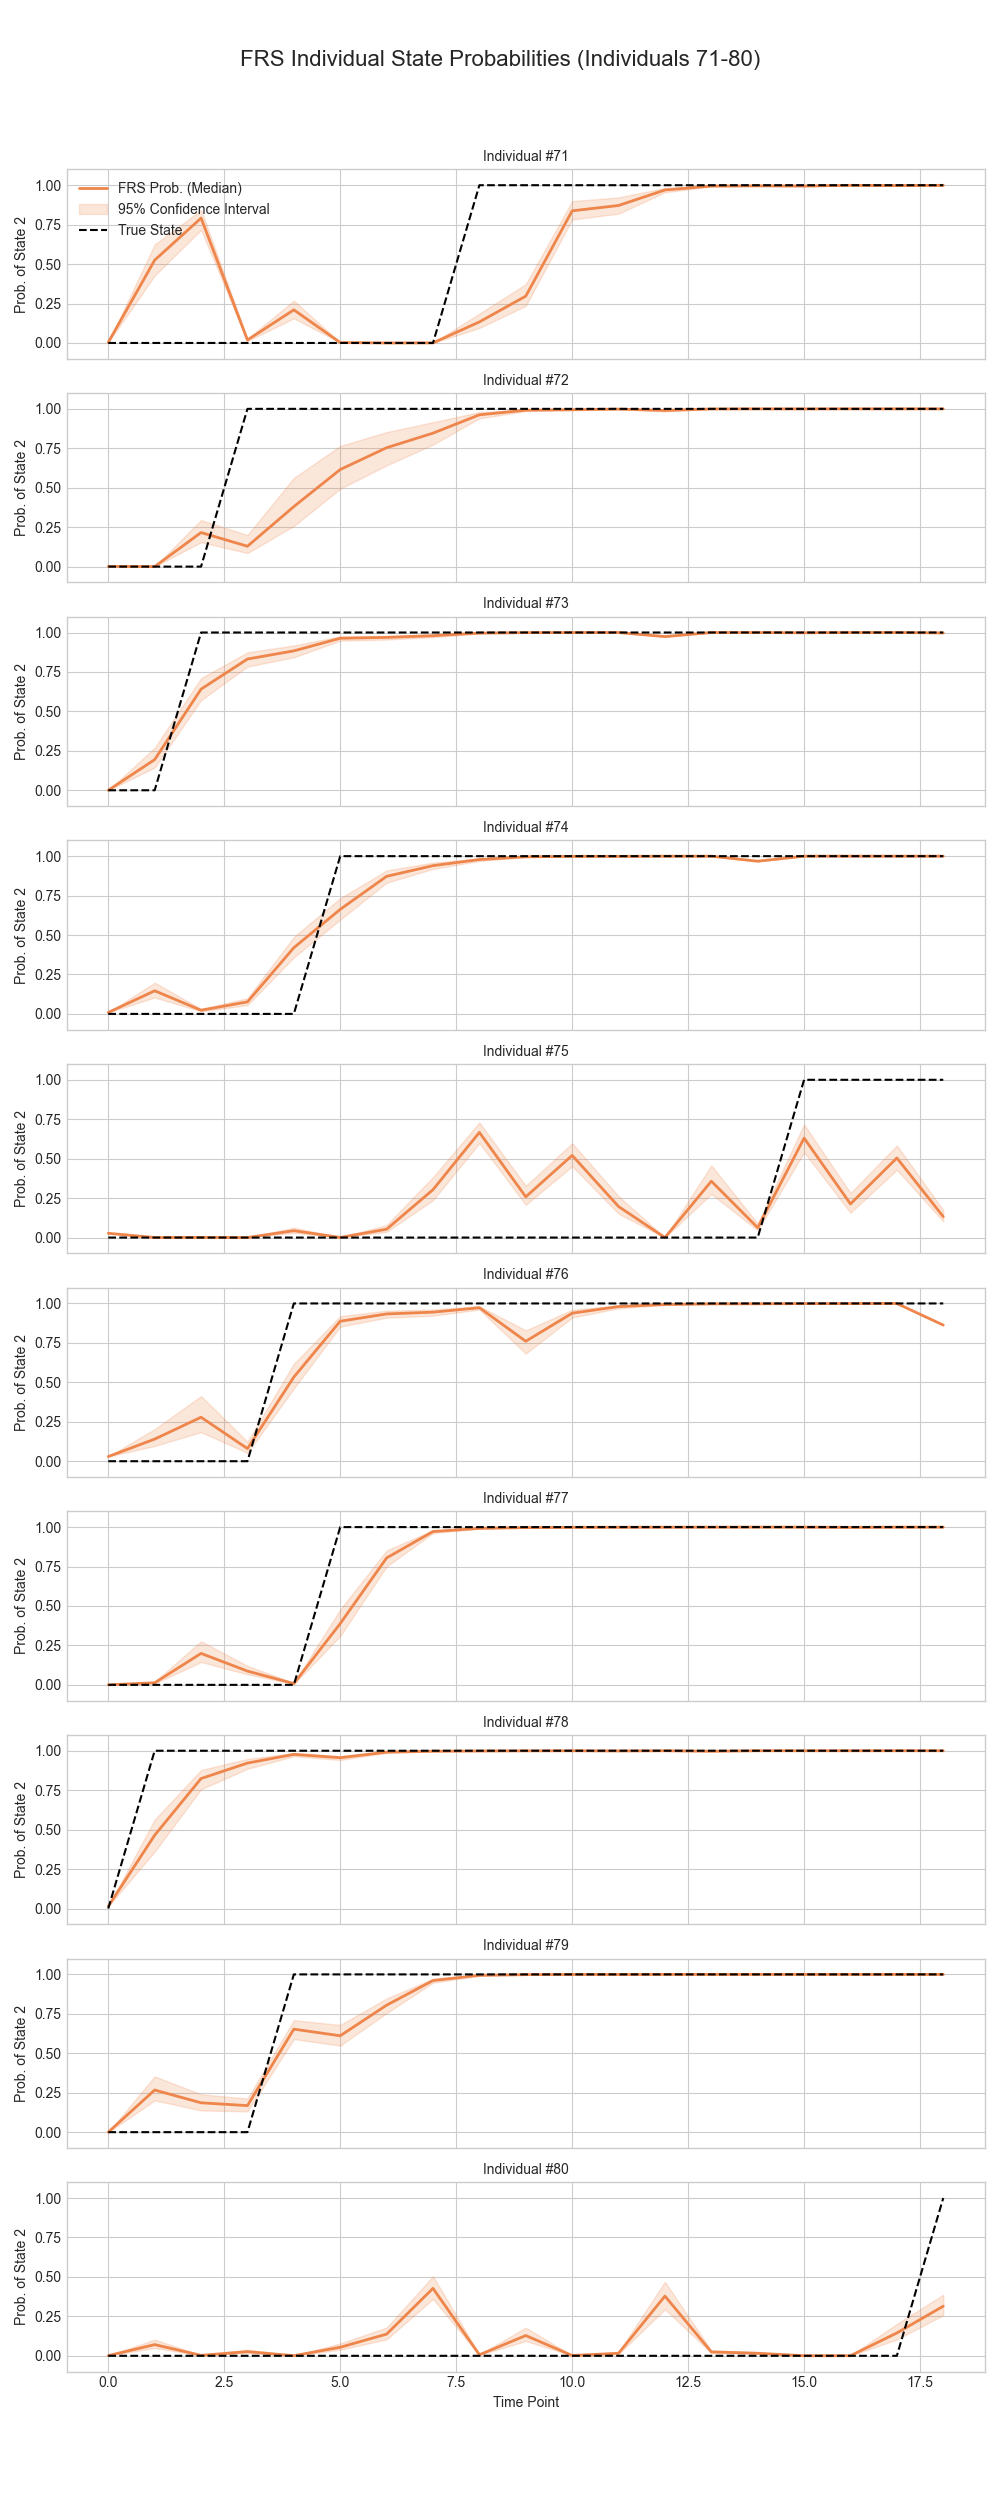 FRS Individual State Probabilities (Individuals 71-80)
Individual #71
FRS Prob. (Median)
95% Confidence Interval
True State
Prob. of State 2
1.00
0.75
0.50
0.25
0.00
Individual #72
Prob. of State 2
1.00
0.75
0.50
0.25
0.00
Individual #73
Prob. of State 2
1.00
0.75
0.50
0.25
0.00
Individual #74
Prob. of State 2
1.00
0.75
0.50
0.25
0.00
Individual #75
Prob. of State 2
1.00
0.75
0.50
0.25
0.00
Individual #76
Prob. of State 2
1.00
0.75
0.50
0.25
0.00
Individual #77
Prob. of State 2
1.00
0.75
0.50
0.25
0.00
Individual #78
Prob. of State 2
1.00
0.75
0.50
0.25
0.00
Individual #79
Prob. of State 2
1.00
0.75
0.50
0.25
0.00
Individual #80
Prob. of State 2
1.00
0.75
0.50
0.25
0.00
0.0 2.5 5.0 7.5 10.0 12.5 15.0 17.5
Time Point